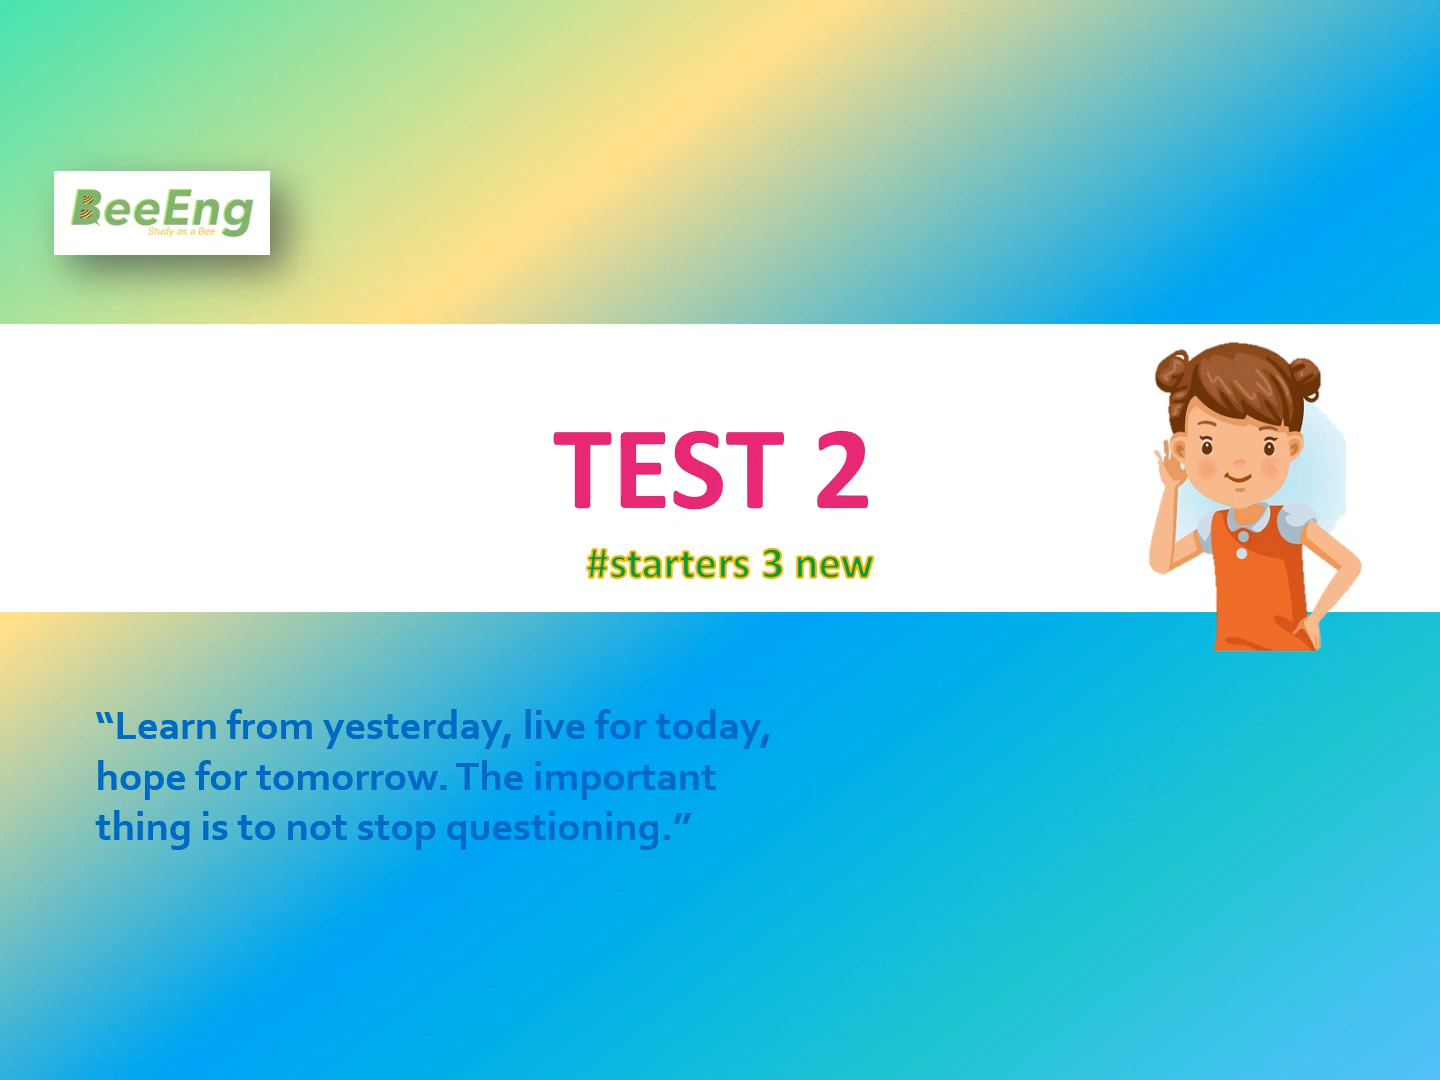 BeeEng
Study as a Bee
TEST 2
#starters 3 new
“Learn from yesterday, live for today,
hope for tomorrow. The important
thing is to not stop questioning.”